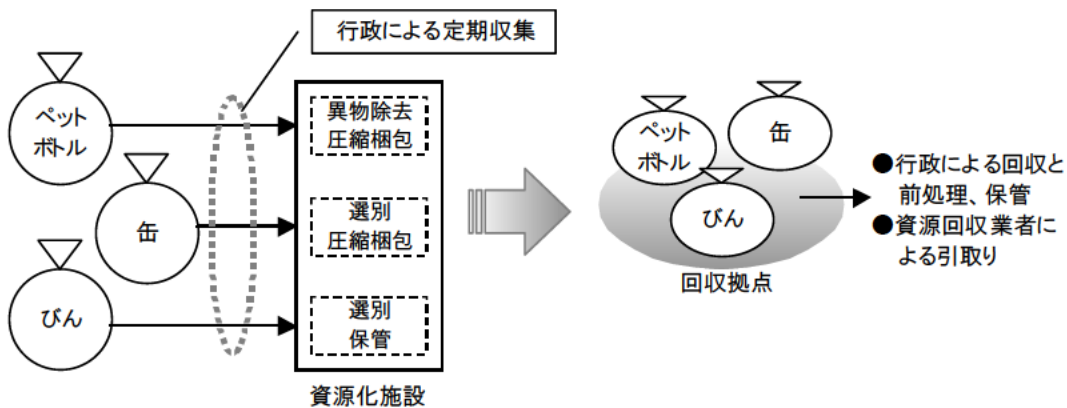 行政による定期収集
ペット
ボトル
缶
びん
異物除去
圧縮梱包
選別
圧縮梱包
選別
保管
資源化施設
ペット
ボトル
缶
びん
回収拠点
●行政による回収と
前処理、保管
●資源回収業者に
よる引取り